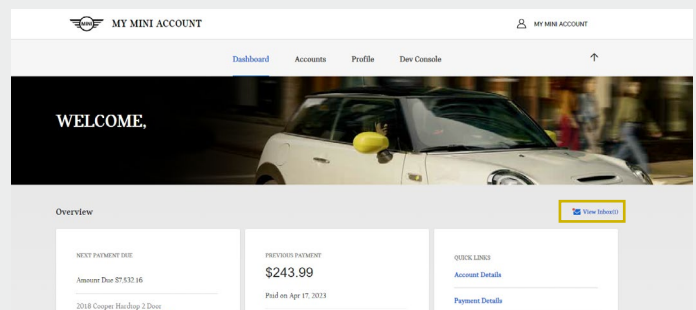 MINI
MY MINI ACCOUNT
MY MINI ACCOUNT
Dashboard Accounts Profile Dev Console
WELCOME,
Overview
View Inbox(1)
NEXT PAYMENT DUE
Amount Due $7,532.16
2018 Cooper Hardtop 2 Door
PREVIOUS PAYMENT
$243.99
Paid on Apr 17, 2023
QUICK LINKS
Account Details
Payment Details